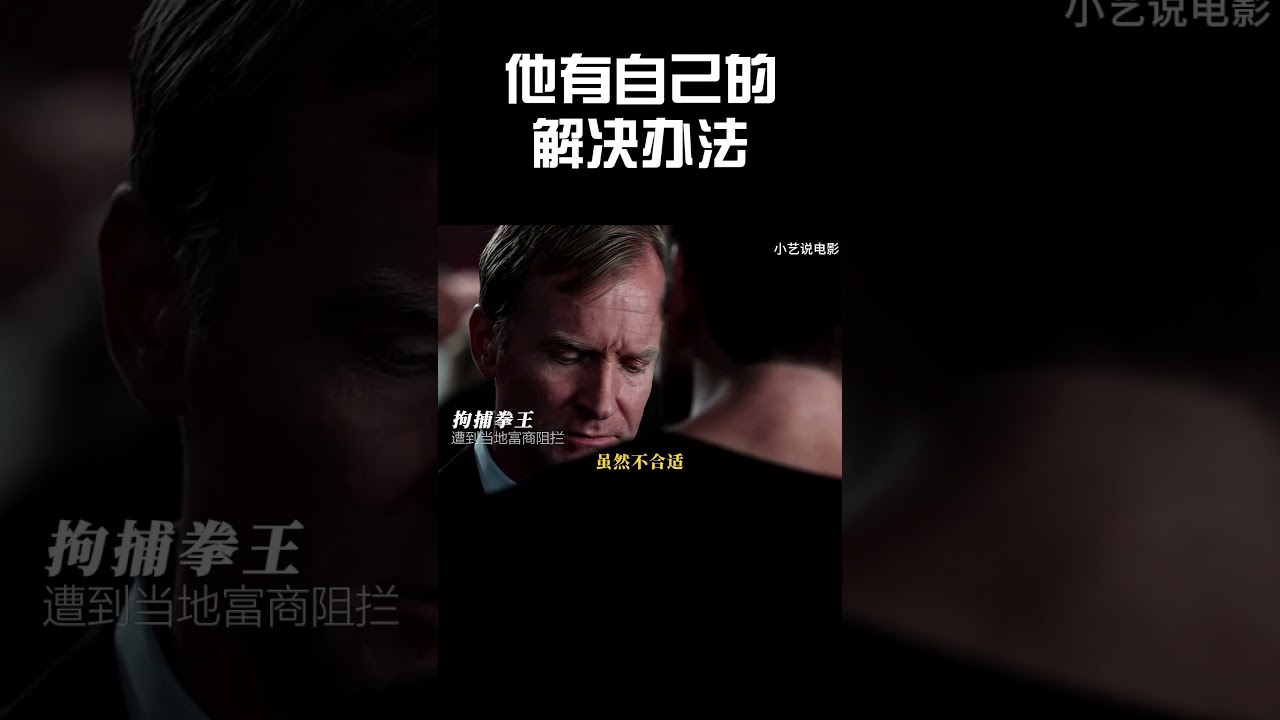 小艺说电影
他有自己的
解决办法
小艺说电影
拘捕拳王
遭到当地富商阻拦
虽然不合适
拘捕拳王
遭到当地富商阻拦